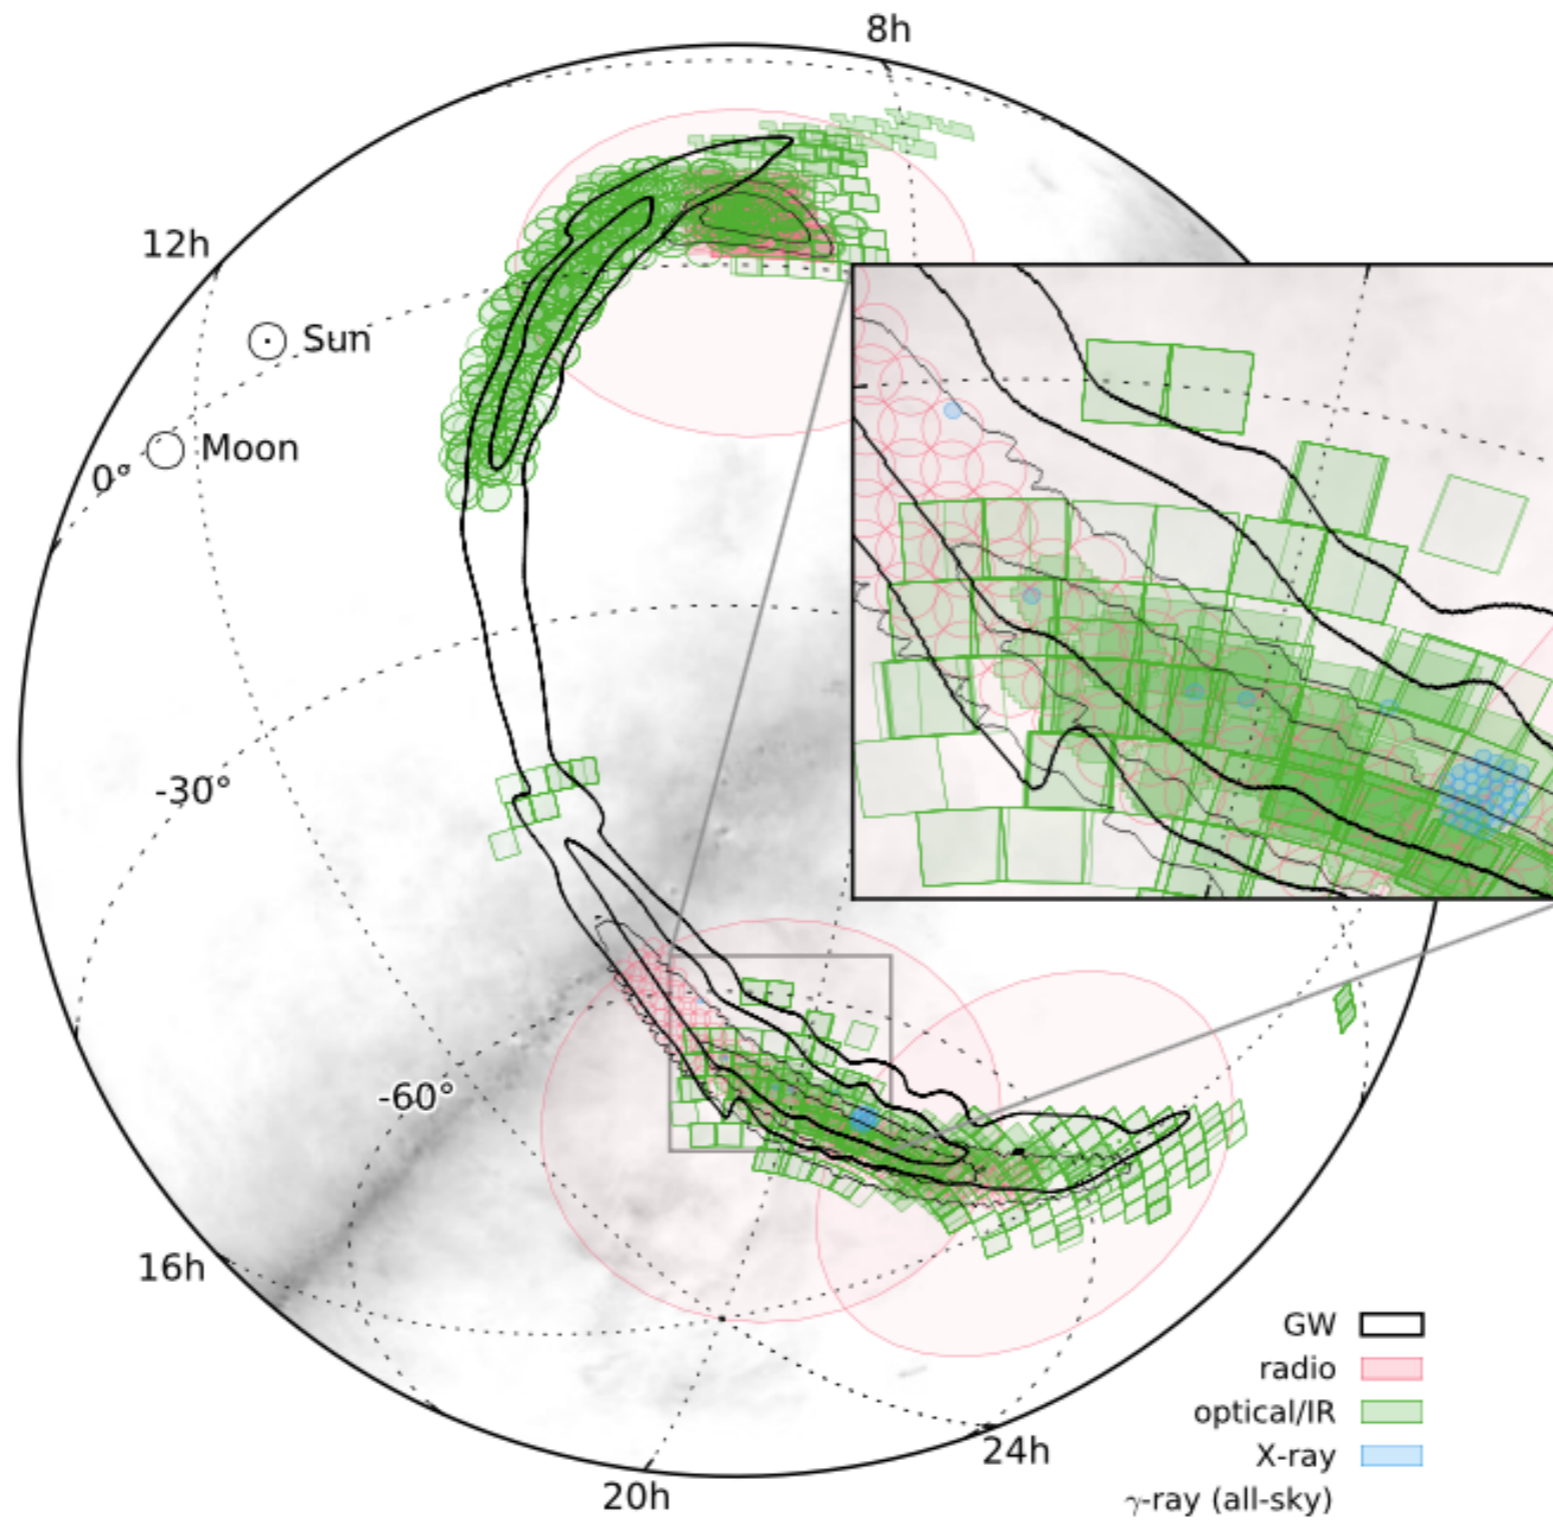 8h
12h
Sun
Moon
0°
-30°
-60°
16h
20h
24h
GW
radio
optical/IR
X-ray
γ-ray (all-sky)